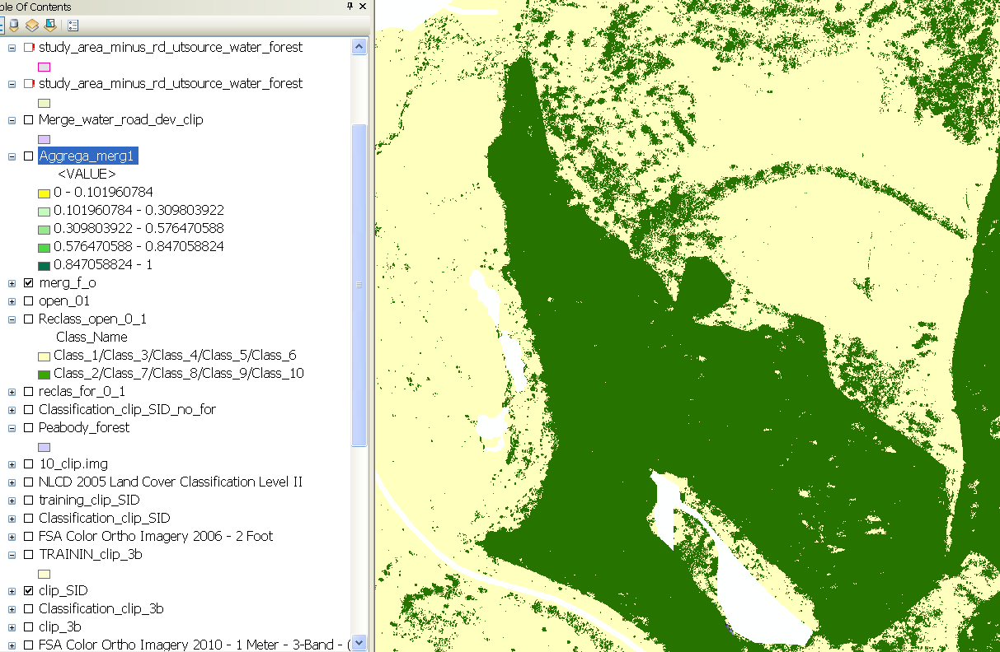 ble Of Contents
study_area_minus_rd_utsource_water_forest
study_area_minus_rd_utsource_water_forest
Merge_water_road_dev_clip
Aggrega_merg1
<VALUE>
0 - 0.101960784
0.101960784 - 0.309803922
0.309803922 - 0.576470588
0.576470588 - 0.847058824
0.847058824 - 1
merg_f_o
open_01
Reclass_open_0_1
Class_Name
Class_1/Class_3/Class_4/Class_5/Class_6
Class_2/Class_7/Class_8/Class_9/Class_10
reclas_for_0_1
Classification_clip_SID_no_for
Peabody_forest
10_clip.img
NLCD 2005 Land Cover Classification Level II
training_clip_SID
Classification_clip_SID
FSA Color Ortho Imagery 2006 - 2 Foot
TRAININ_clip_3b
clip_SID
Classification_clip_3b
clip_3b
FSA Color Ortho Imagery 2010 - 1 Meter - 3-Band - (